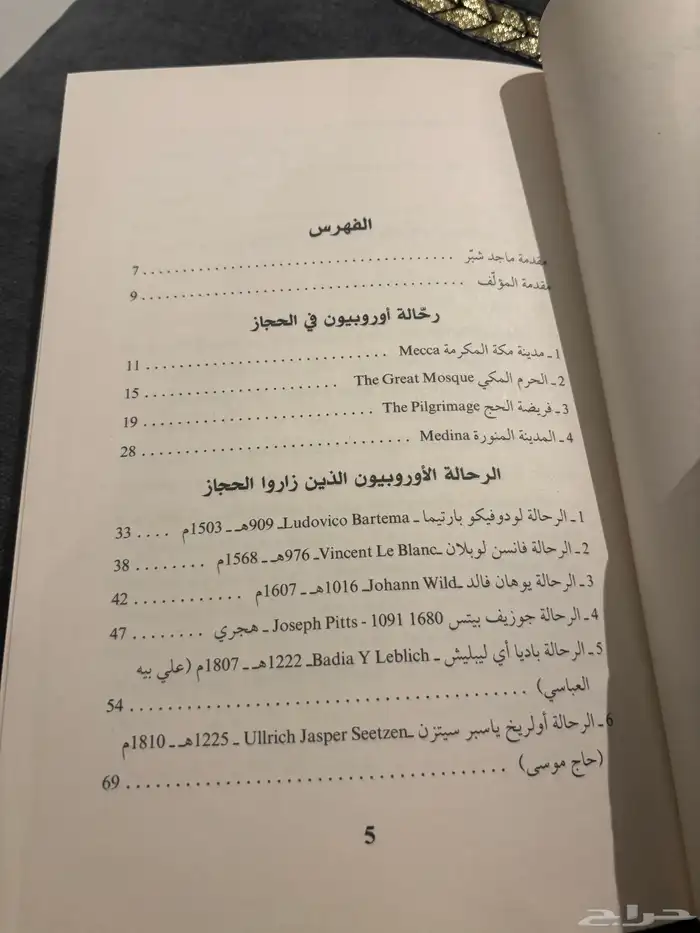 الفهرس
مقدمة ماجد شبّر ........................................ 7
مقدمة المؤلّف ........................................ 9
رحّالة أوروبيون في الحجاز
1 ـ مدينة مكة المكرمة Mecca ........................... 11
2 ـ الحرم المكي The Great Mosque ...................... 15
3 ـ فريضة الحج The Pilgrimage ......................... 19
4 ـ المدينة المنورة Medina ............................. 28
الرحالة الأوروبيون الذين زاروا الحجاز
1 ـ الرحالة لودوفيكو بارتيما ـ Ludovico Bartema ـ 909هـ ـ 1503م .... 33
2 ـ الرحالة فانسن لوبلان ـ Vincent Le Blanc ـ 976هـ ـ 1568م ........ 38
3 ـ الرحالة يوهان فالد ـ Johann Wild ـ 1016هـ ـ 1607م ............ 42
4 ـ الرحالة جوزيف بيتس Joseph Pitts - 1091 1680 ـ هجري ........ 47
5 ـ الرحالة باديا أي ليبليش ـ Badia Y Leblich ـ 1222هـ ـ 1807م (علي بيه
العباسي) ........................................ 54
6 ـ الرحالة أولريخ ياسبر سيتزن ـ Ullrich Jasper Seetzen ـ 1225هـ ـ 1810م
(حاج موسى) ........................................ 69
5
حراج